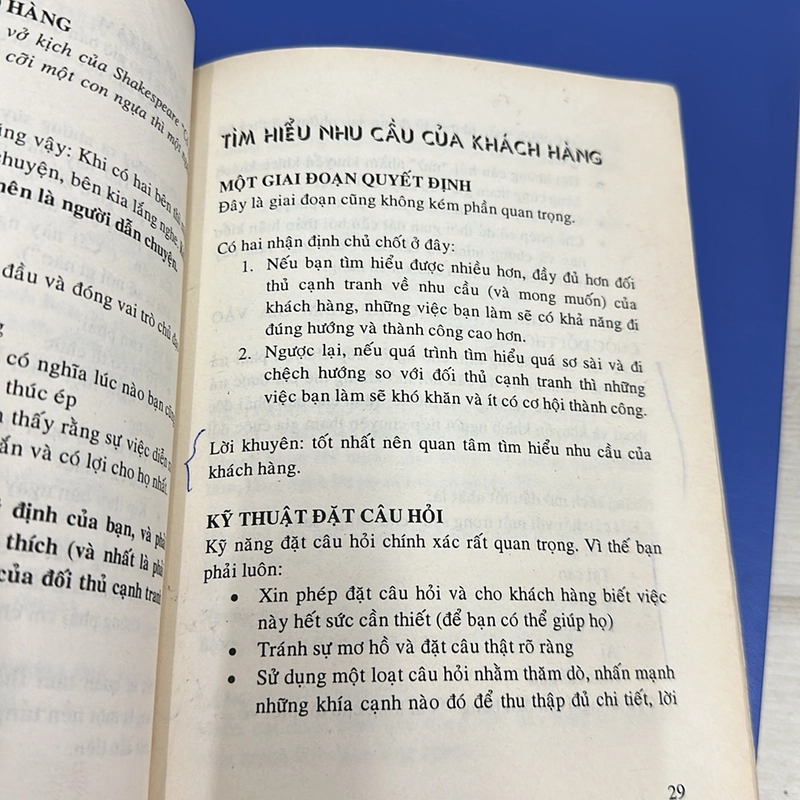 HÀNG
vở kịch của Shakespeare "Có
cỡi một con ngựa thì một
vậy: Khi có hai bên thì
chuyện, bên kia lắng nghe.
nên là người dẫn chuyện.
đầu và đóng vai trò chủ
có nghĩa lúc nào bạn cũng
thúc ép
thấy rằng sự việc diễn
và có lợi cho họ nhất
định của bạn, và
thích (và nhất là
của đối thủ cạnh
TÌM HIỂU NHU CẦU CỦA KHÁCH HÀNG
MỘT GIAI ĐOẠN QUYẾT ĐỊNH
Đây là giai đoạn cũng không kém phần quan trọng.
Có hai nhận định chủ chốt ở đây:
1. Nếu bạn tìm hiểu được nhiều hơn, đầy đủ hơn đối
thủ cạnh tranh về nhu cầu (và mong muốn) của
khách hàng, những việc bạn làm sẽ có khả năng đi
đúng hướng và thành công cao hơn.
2. Ngược lại, nếu quá trình tìm hiểu quá sơ sài và đi
chệch hướng so với đối thủ cạnh tranh thì những
việc bạn làm sẽ khó khăn và ít có cơ hội thành công.
Lời khuyên: tốt nhất nên quan tâm tìm hiểu nhu cầu của
khách hàng.
KỸ THUẬT ĐẶT CÂU HỎI
Kỹ năng đặt câu hỏi chính xác rất quan trọng. Vì thế bạn
phải luôn:
• Xin phép đặt câu hỏi và cho khách hàng biết việc
này hết sức cần thiết (để bạn có thể giúp họ)
• Tránh sự mơ hồ và đặt câu thật rõ ràng
• Sử dụng một loạt câu hỏi nhằm thăm dò, nhấn mạnh
những khía cạnh nào đó để thu thập đủ chi tiết, lời
29